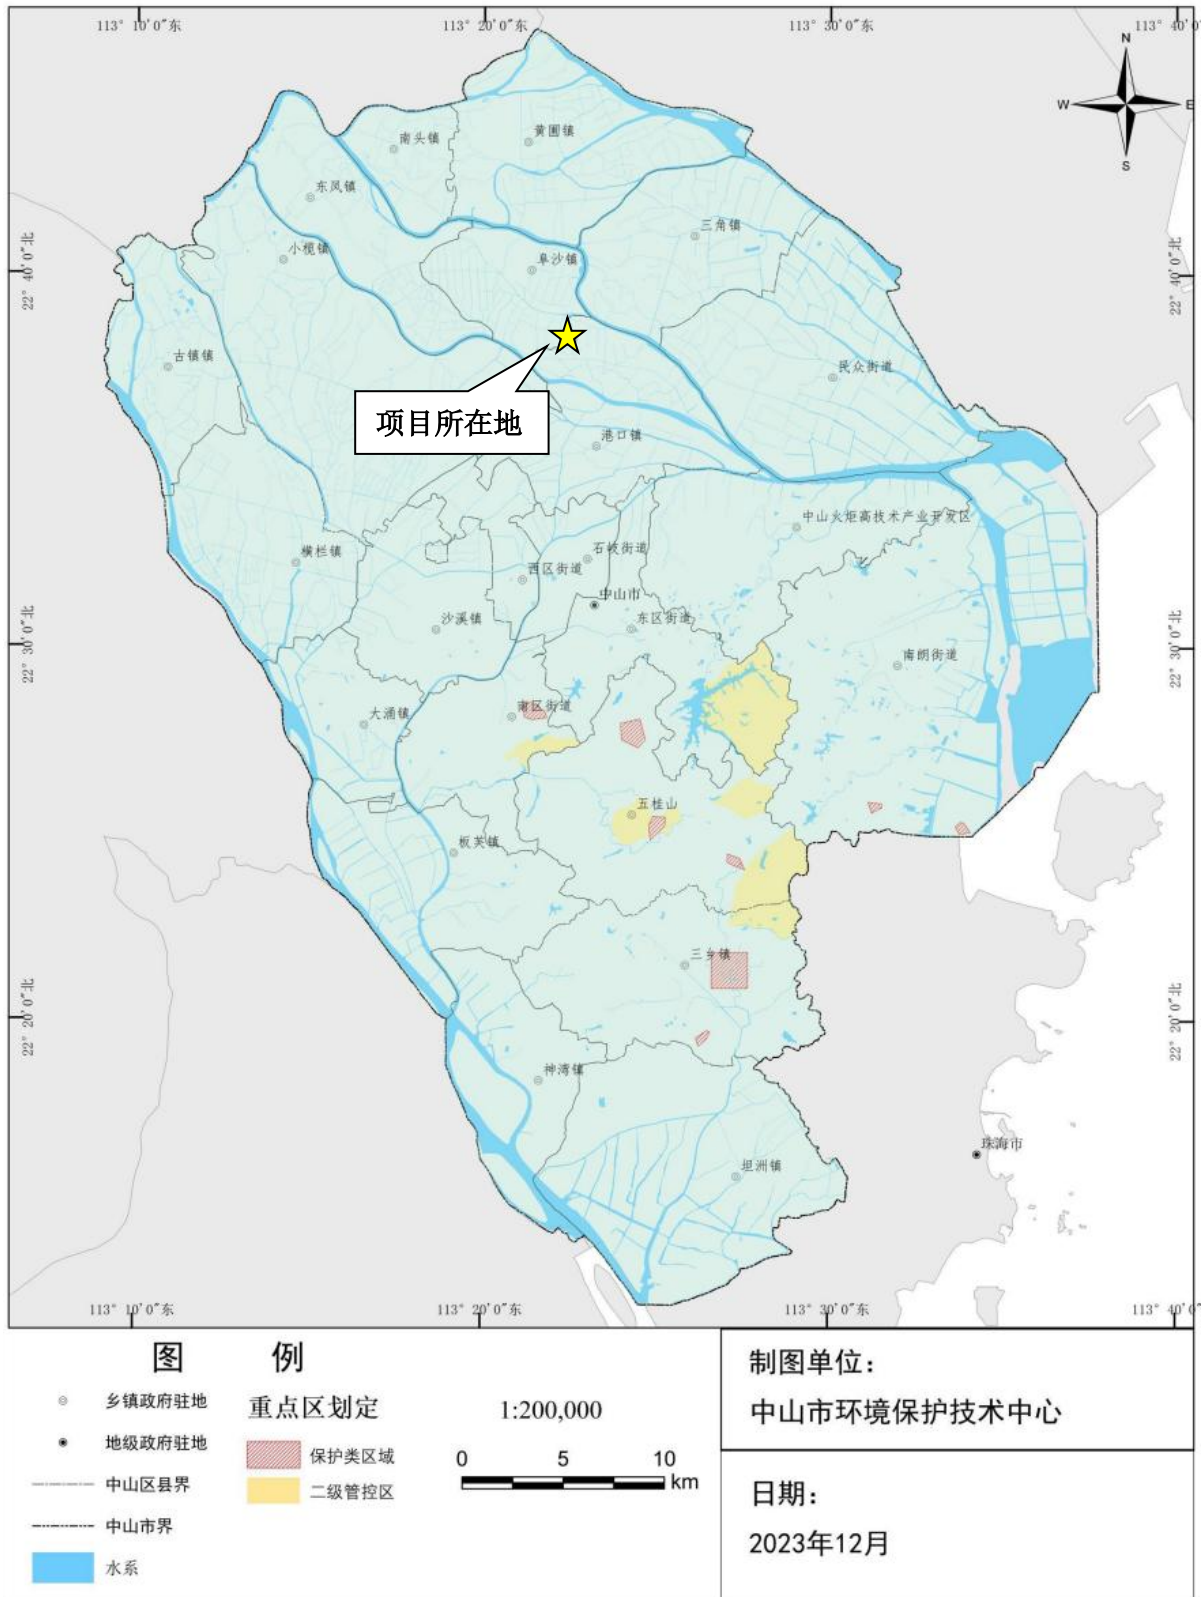 113° 10′0″东
113° 20′0″东
113° 30′0″东
113° 40′0″
N
W
E
S
南头镇
黄圃镇
东凤镇
三角镇
小榄镇
阜沙镇
22° 40′0″北
22° 40′0″北
古镇镇
民众街道
项目所在地
港口镇
中山火炬高技术产业开发区
横栏镇
石岐街道
西区街道
中山市
沙溪镇
东区街道
22° 30′0″北
22° 30′0″北
南朗街道
大涌镇
南区街道
五桂山
板芙镇
三乡镇
22° 20′0″北
22° 20′0″北
神湾镇
珠海市
坦洲镇
113° 10′0″东
113° 20′0″东
113° 30′0″东
113° 40′0″
图 例
乡镇政府驻地
地级政府驻地
中山区县界
中山市界
水系
重点区划定
保护类区域
二级管控区
1:200,000
0 5 10
km
制图单位：
中山市环境保护技术中心
日期：
2023年12月